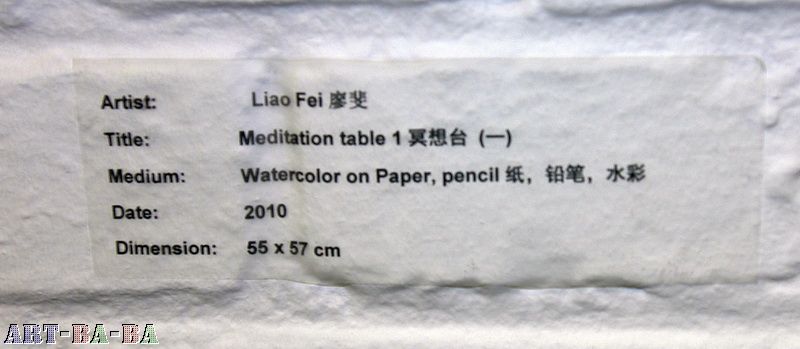 Artist: Liao Fei 廖斐
Title: Meditation table 1 冥想台 (一)
Medium: Watercolor on Paper, pencil 纸，铅笔，水彩
Date: 2010
Dimension: 55 x 57 cm
ART-BA-BA